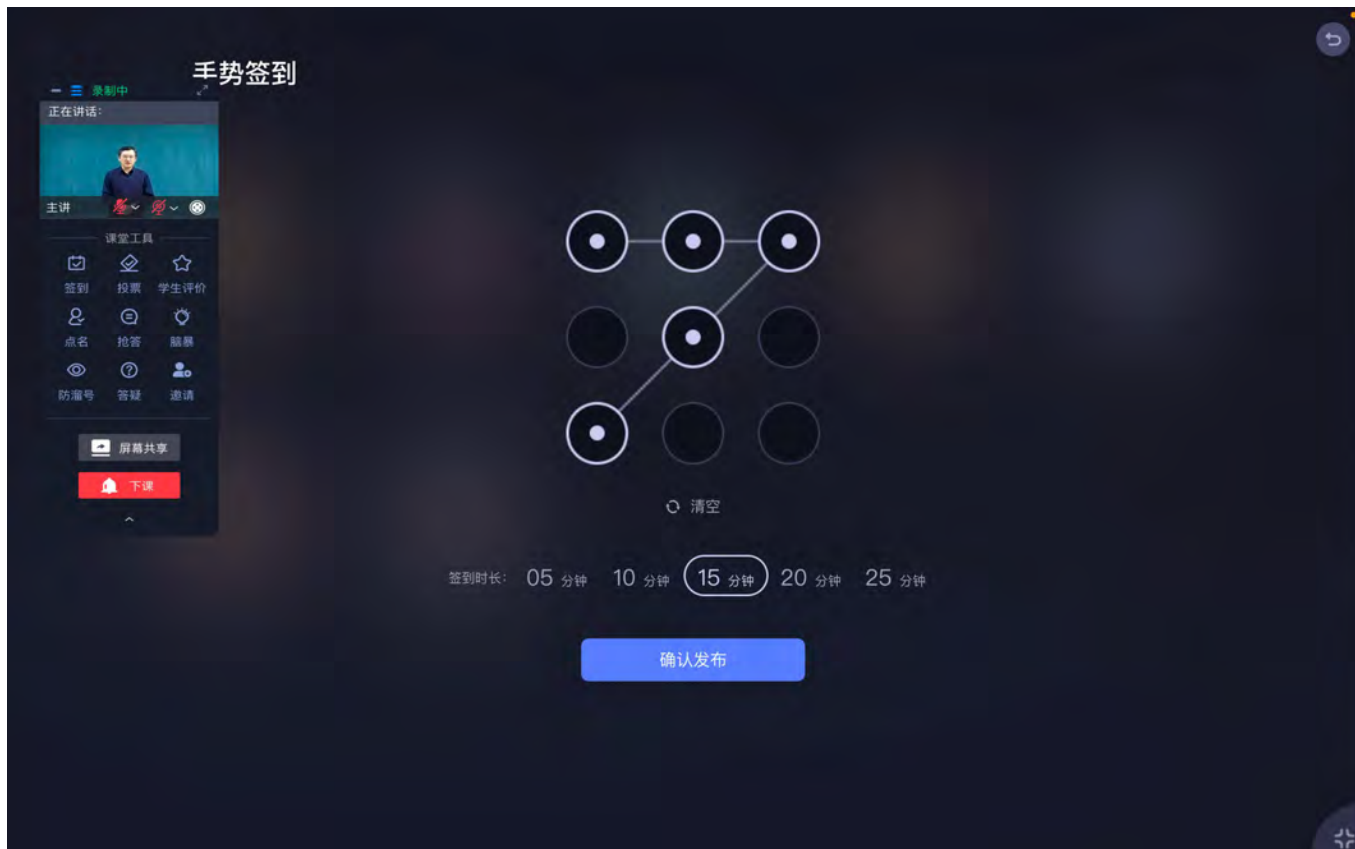 手势签到
录制中
正在讲话:
主讲
课堂工具
签到 投票 学生评价
点名 抢答 脑暴
防溜号 答疑 邀请
屏幕共享
下课
清空
签到时长: 05 分钟 10 分钟 15 分钟 20 分钟 25 分钟
确认发布